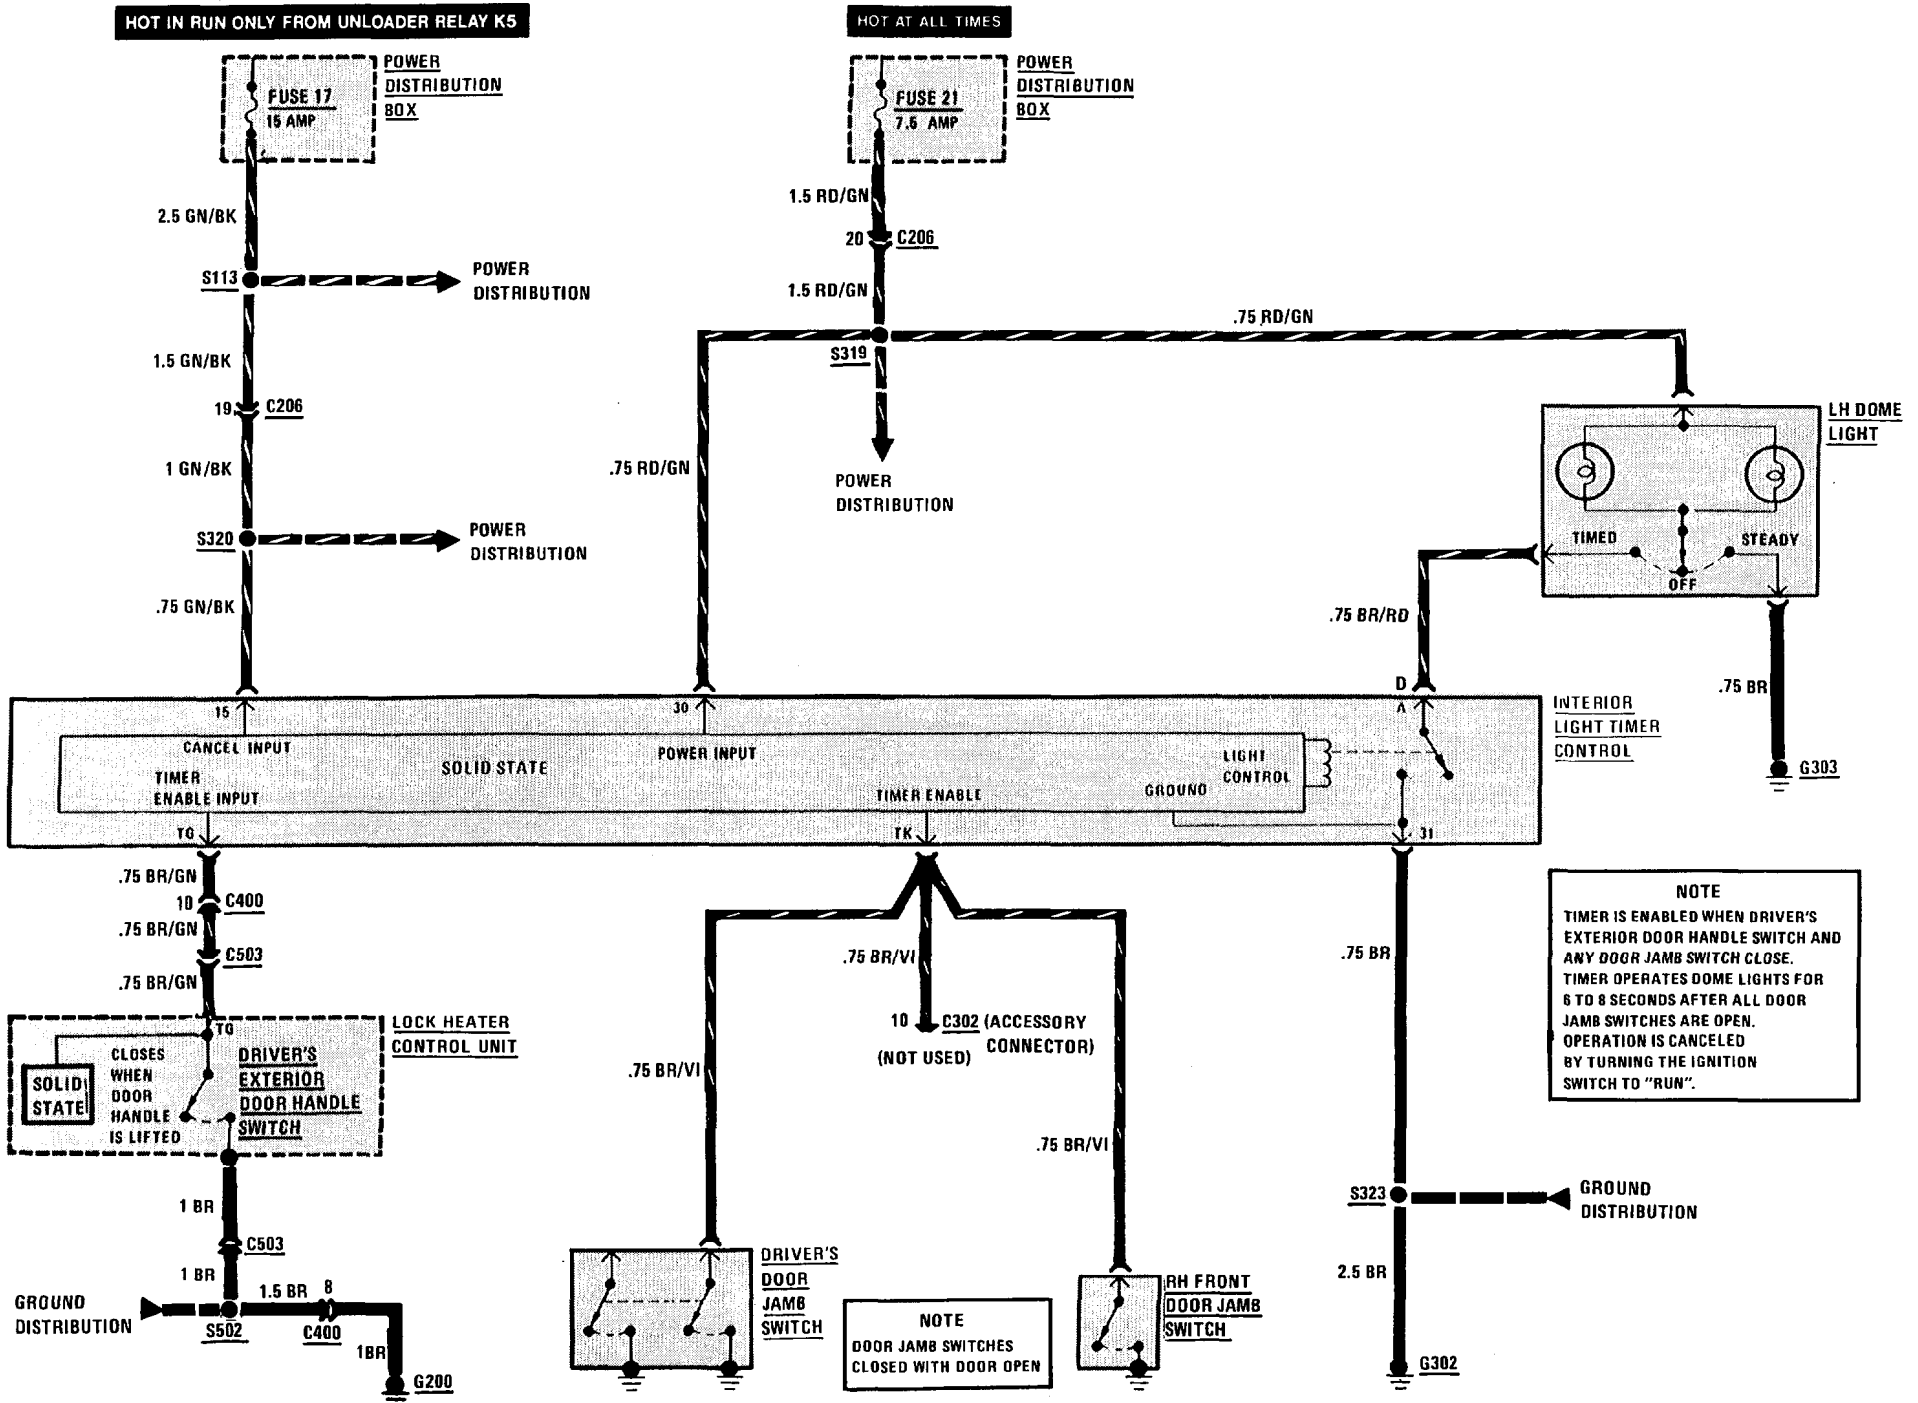 HOT IN RUN ONLY FROM UNLOADER RELAY K5
HOT AT ALL TIMES
FUSE 17
15 AMP
POWER
DISTRIBUTION
BOX
FUSE 21
7.5 AMP
POWER
DISTRIBUTION
BOX
2.5 GN/BK
1.5 RD/GN
20
C206
S113
POWER
DISTRIBUTION
1.5 RD/GN
.75 RD/GN
1.5 GN/BK
S319
19
C206
LH DOME
LIGHT
1 GN/BK
.75 RD/GN
POWER
DISTRIBUTION
S320
POWER
DISTRIBUTION
TIMED
STEADY
OFF
.75 GN/BK
.75 BR/RD
.75 BR
G303
15
30
D
A
INTERIOR
LIGHT TIMER
CONTROL
CANCEL INPUT
POWER INPUT
SOLID STATE
LIGHT
CONTROL
TIMER
ENABLE INPUT
TIMER ENABLE
GROUND
TG
TK
31
.75 BR/GN
10
C400
.75 BR/GN
C503
.75 BR/GN
.75 BR/VI
.75 BR
NOTE
TIMER IS ENABLED WHEN DRIVER'S
EXTERIOR DOOR HANDLE SWITCH AND
ANY DOOR JAMB SWITCH CLOSE.
TIMER OPERATES DOME LIGHTS FOR
6 TO 8 SECONDS AFTER ALL DOOR
JAMB SWITCHES ARE OPEN.
OPERATION IS CANCELED
BY TURNING THE IGNITION
SWITCH TO "RUN".
TG
LOCK HEATER
CONTROL UNIT
10
C302 (ACCESSORY
CONNECTOR)
(NOT USED)
SOLID
STATE
CLOSES
WHEN
DOOR
HANDLE
IS LIFTED
DRIVER'S
EXTERIOR
DOOR HANDLE
SWITCH
.75 BR/VI
.75 BR/VI
1 BR
S323
GROUND
DISTRIBUTION
C503
1 BR
1.5 BR
8
GROUND
DISTRIBUTION
S502
C400
1BR
G200
DRIVER'S
DOOR
JAMB
SWITCH
RH FRONT
DOOR JAMB
SWITCH
NOTE
DOOR JAMB SWITCHES
CLOSED WITH DOOR OPEN
2.5 BR
G302